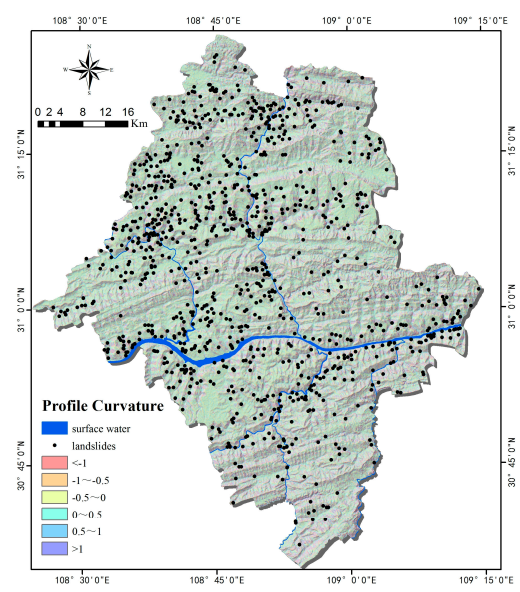 108° 30′0″E 108° 45′0″E 109° 0′0″E 109° 15′0″E
N
W E
S
0 2 4 8 12 16
Km
31° 15′0″N 31° 15′0″N
31° 0′0″N 31° 0′0″N
30° 45′0″N 30° 45′0″N
Profile Curvature
surface water
landslides
<-1
-1～-0.5
-0.5～0
0～0.5
0.5～1
>1
108° 30′0″E 108° 45′0″E 109° 0′0″E 109° 15′0″E